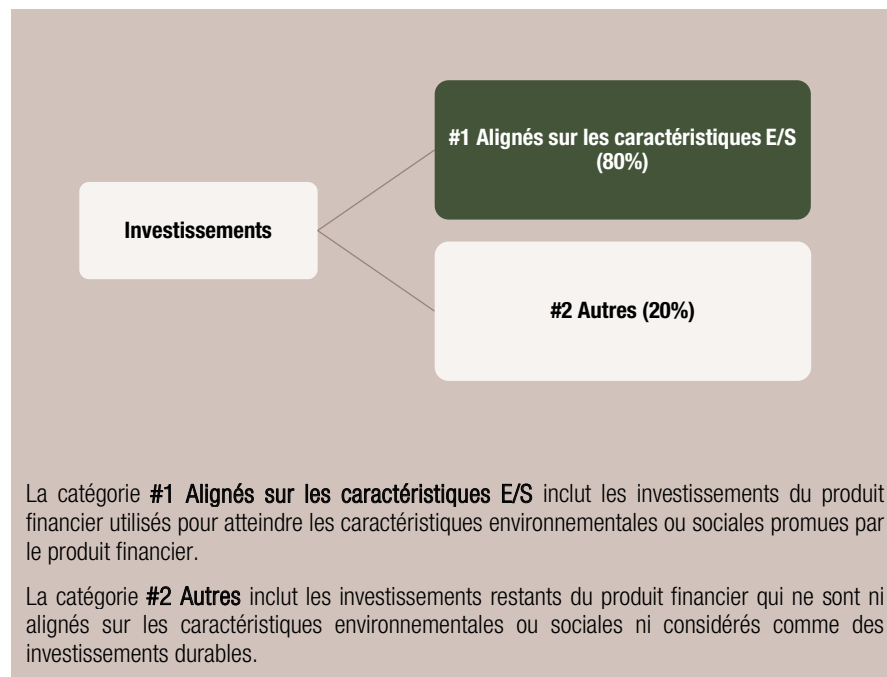 #1 Alignés sur les caractéristiques E/S
(80%)
Investissements
#2 Autres (20%)
La catégorie #1 Alignés sur les caractéristiques E/S inclut les investissements du produit
financier utilisés pour atteindre les caractéristiques environnementales ou sociales promues par
le produit financier.
La catégorie #2 Autres inclut les investissements restants du produit financier qui ne sont ni
alignés sur les caractéristiques environnementales ou sociales ni considérés comme des
investissements durables.